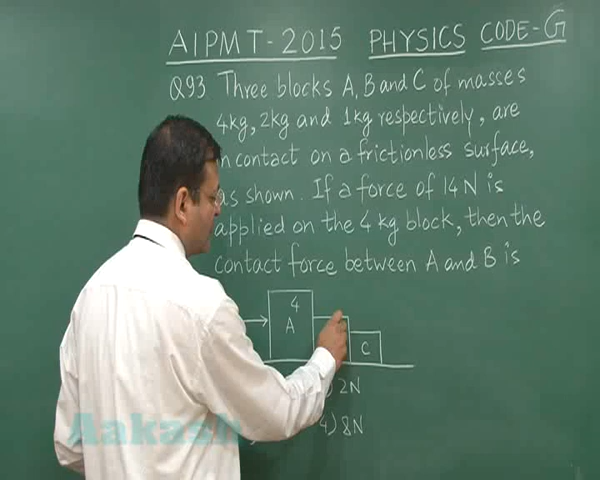 AIPMT-2015 PHYSICS CODE-G
Q93. Three blocks A, B and C of masses
4kg, 2kg and 1kg respectively, are
in contact on a frictionless surface,
as shown. If a force of 14 N is
applied on the 4 kg block, then the
contact force between A and B is
4
A
C
) 2N
4) 8N
Aakash